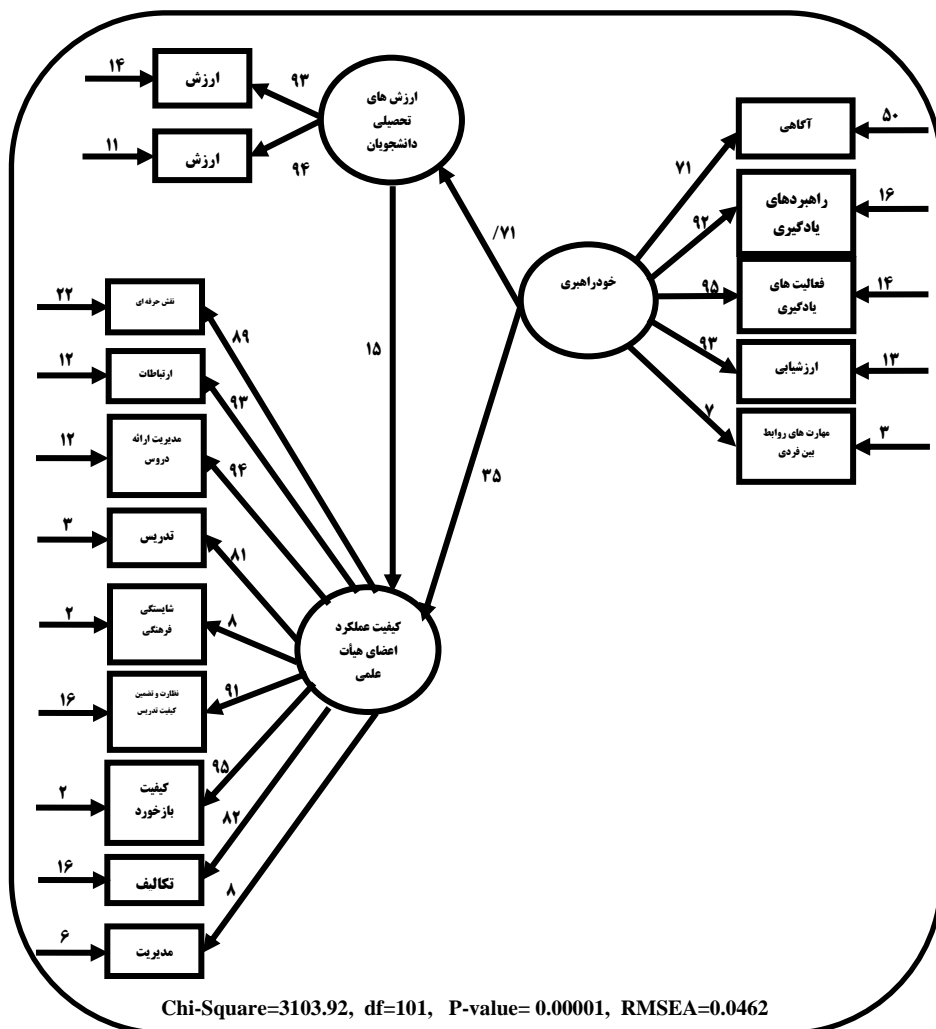 ارزش های
تحصیلی
دانشجویان
ارزش
ارزش
۱۴
۱۱
۹۳
۹۴
خودراهبری
آگاهی
راهبردهای
یادگیری
فعالیت های
یادگیری
ارزشیابی
مهارت های روابط
بین فردی
۵۰
۱۶
۱۴
۱۳
۳
۷۱
۹۲
۹۵
۹۳
۷
/۷۱
۱۵
۳۵
کیفیت عملکرد
اعضای هیأت
علمی
نقش حرفه ای
ارتباطات
مدیریت ارائه
دروس
تدریس
شایستگی
فرهنگی
نظارت و تضمین
کیفیت تدریس
کیفیت
بازخورد
تکالیف
مدیریت
۲۲
۱۲
۱۲
۳
۲
۱۶
۲
۱۶
۶
۸۹
۹۳
۹۴
۸۱
۸
۹۱
۹۵
۸۲
۸
Chi-Square=3103.92, df=101, P-value= 0.00001, RMSEA=0.0462